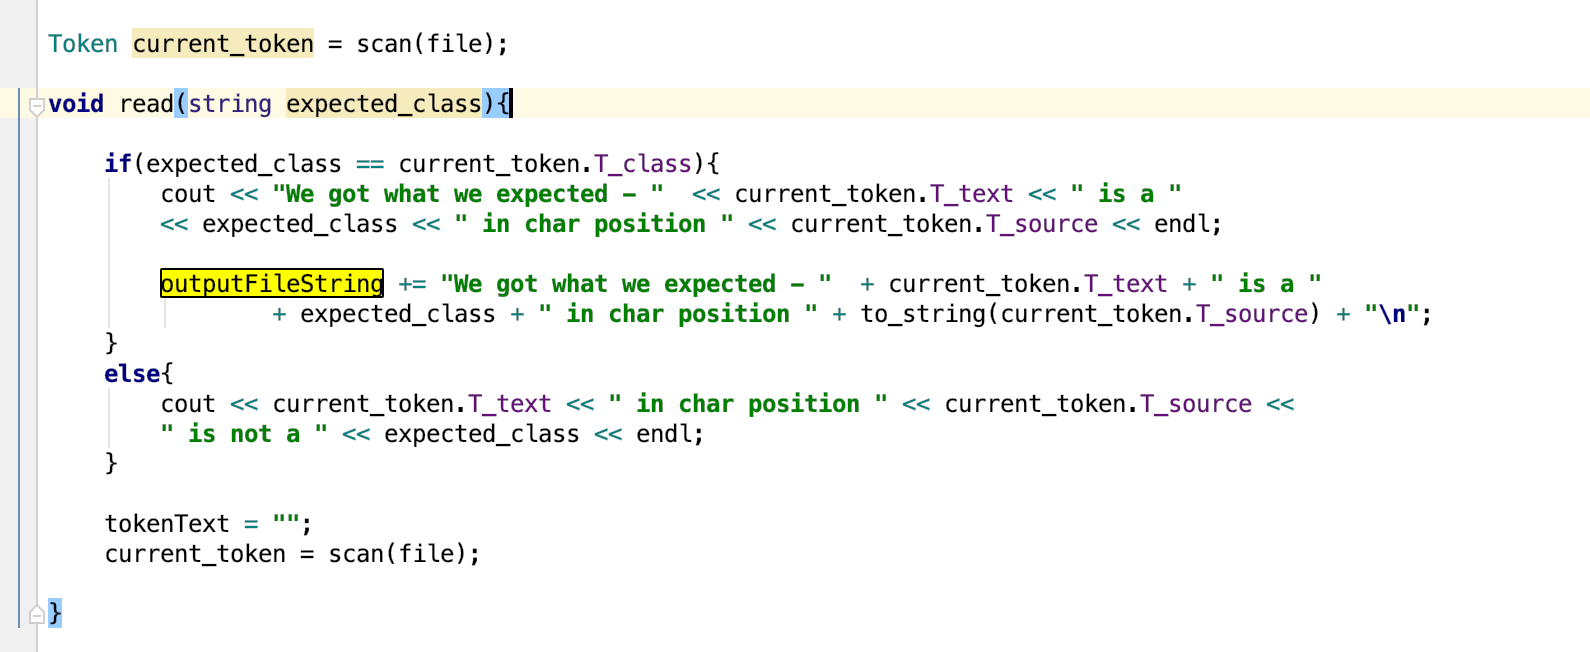 Token current_token = scan(file);
void read(string expected_class){
if(expected_class == current_token.T_class){
cout << "We got what we expected – "  << current_token.T_text << " is a "
<< expected_class << " in char position " << current_token.T_source << endl;
outputFileString += "We got what we expected – "  + current_token.T_text + " is a "
+ expected_class + " in char position " + to_string(current_token.T_source) + "\n";
}
else{
cout << current_token.T_text << " in char position " << current_token.T_source <<
" is not a " << expected_class << endl;
}
tokenText = "";
current_token = scan(file);
}